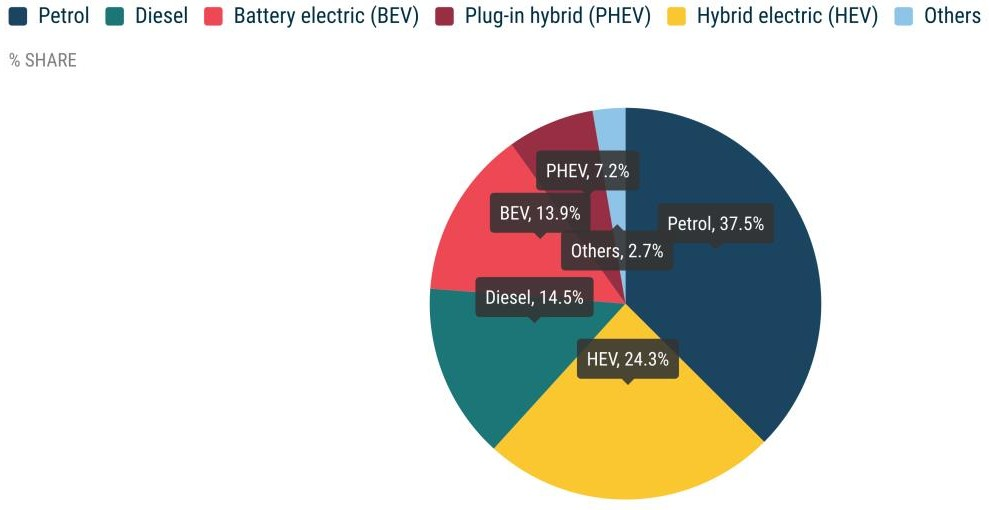 Petrol Diesel Battery electric (BEV) Plug-in hybrid (PHEV) Hybrid electric (HEV) Others
% SHARE
PHEV, 7.2%
BEV, 13.9%
Petrol, 37.5%
Others, 2.7%
Diesel, 14.5%
HEV, 24.3%